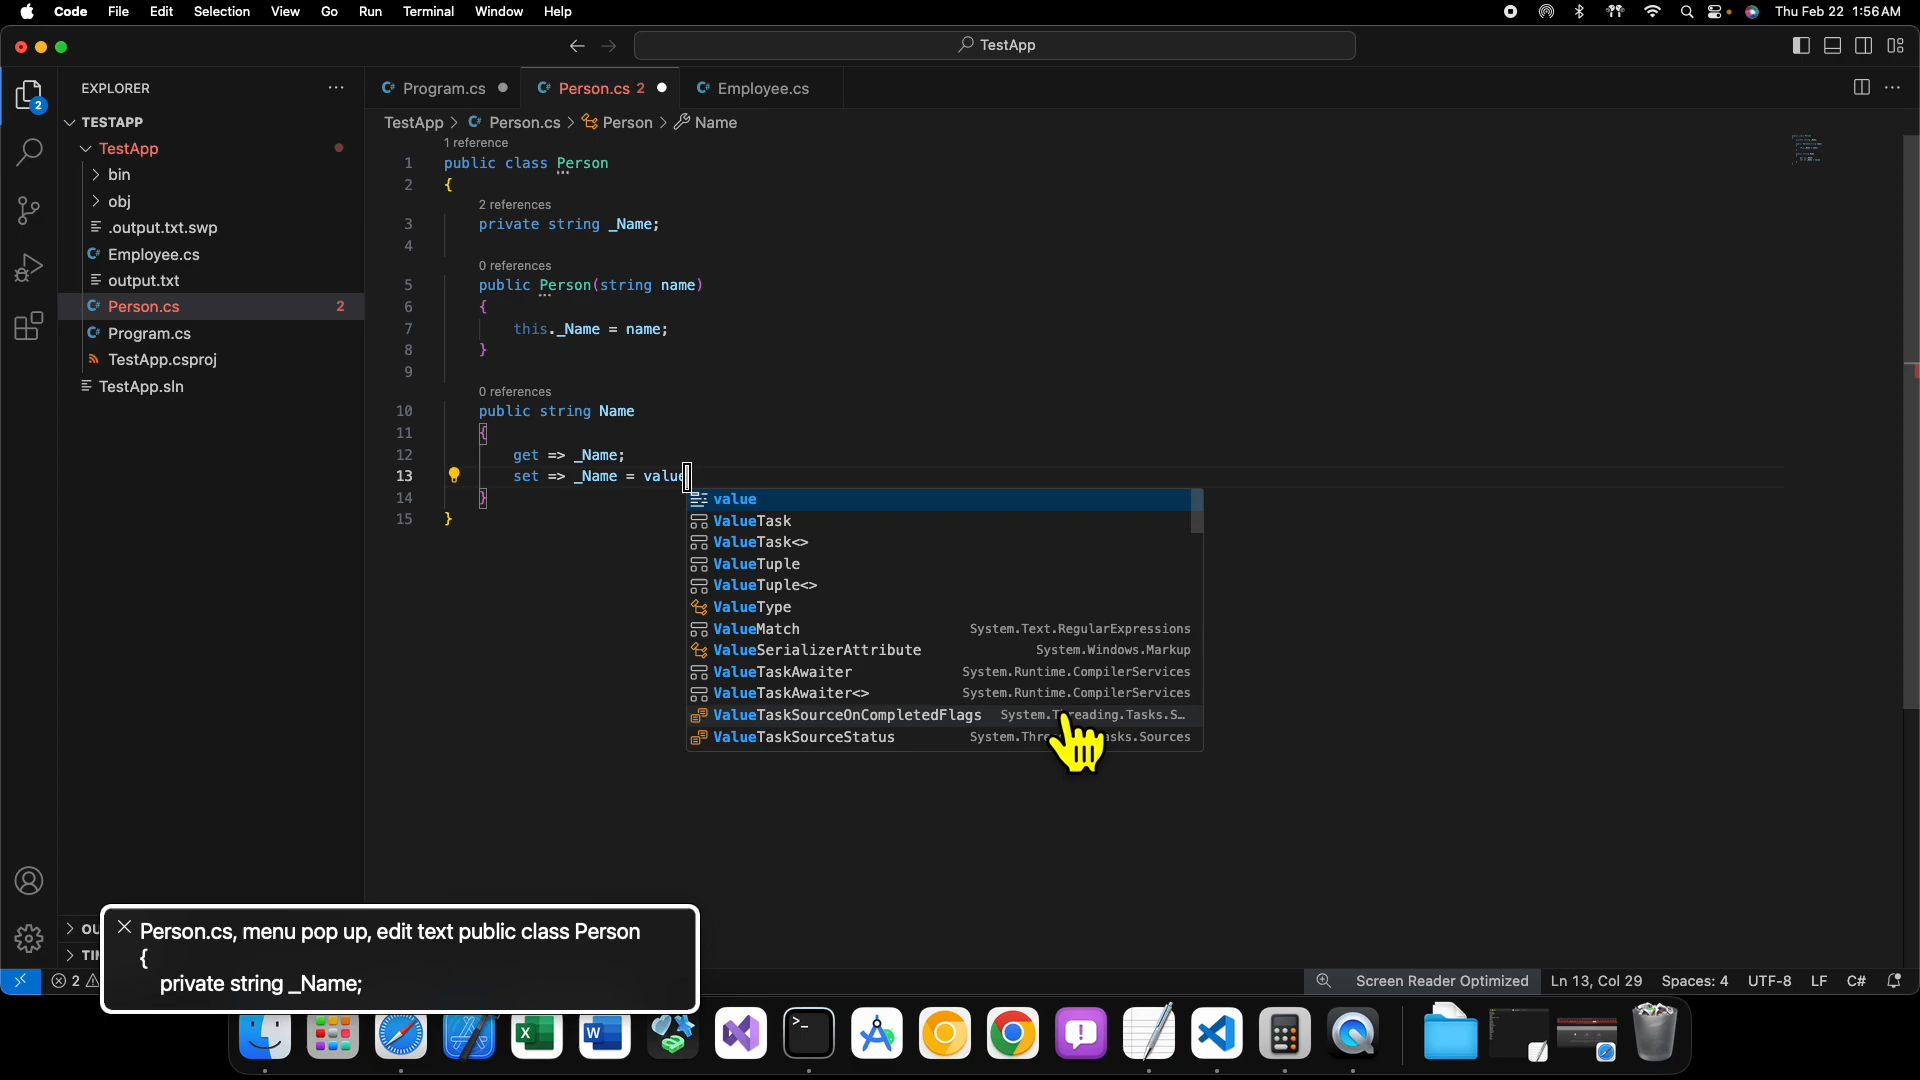 Code File Edit Selection View Go Run Terminal Window Help Thu Feb 22 1:56 AM
TestApp
EXPLORER
Program.cs
Person.cs 2
Employee.cs
TESTAPP
TestApp
bin
obj
.output.txt.swp
Employee.cs
output.txt
Person.cs 2
Program.cs
TestApp.csproj
TestApp.sln
2
TestApp > Person.cs > Person > Name
1 reference
1 public class Person
2 {
2 references
3 private string _Name;
4
0 references
5 public Person(string name)
6 {
7 this._Name = name;
8 }
9
0 references
10 public string Name
11 {
12 get => _Name;
13 set => _Name = value
14 }
15 }
value
ValueTask
ValueTask<>
ValueTuple
ValueTuple<>
ValueType
ValueMatch System.Text.RegularExpressions
ValueSerializerAttribute System.Windows.Markup
ValueTaskAwaiter System.Runtime.CompilerServices
ValueTaskAwaiter<> System.Runtime.CompilerServices
ValueTaskSourceOnCompletedFlags System.Threading.Tasks.S...
ValueTaskSourceStatus
Person.cs, menu pop up, edit text public class Person
{
private string _Name;
2
Screen Reader Optimized Ln 13, Col 29 Spaces: 4 UTF-8 LF C#